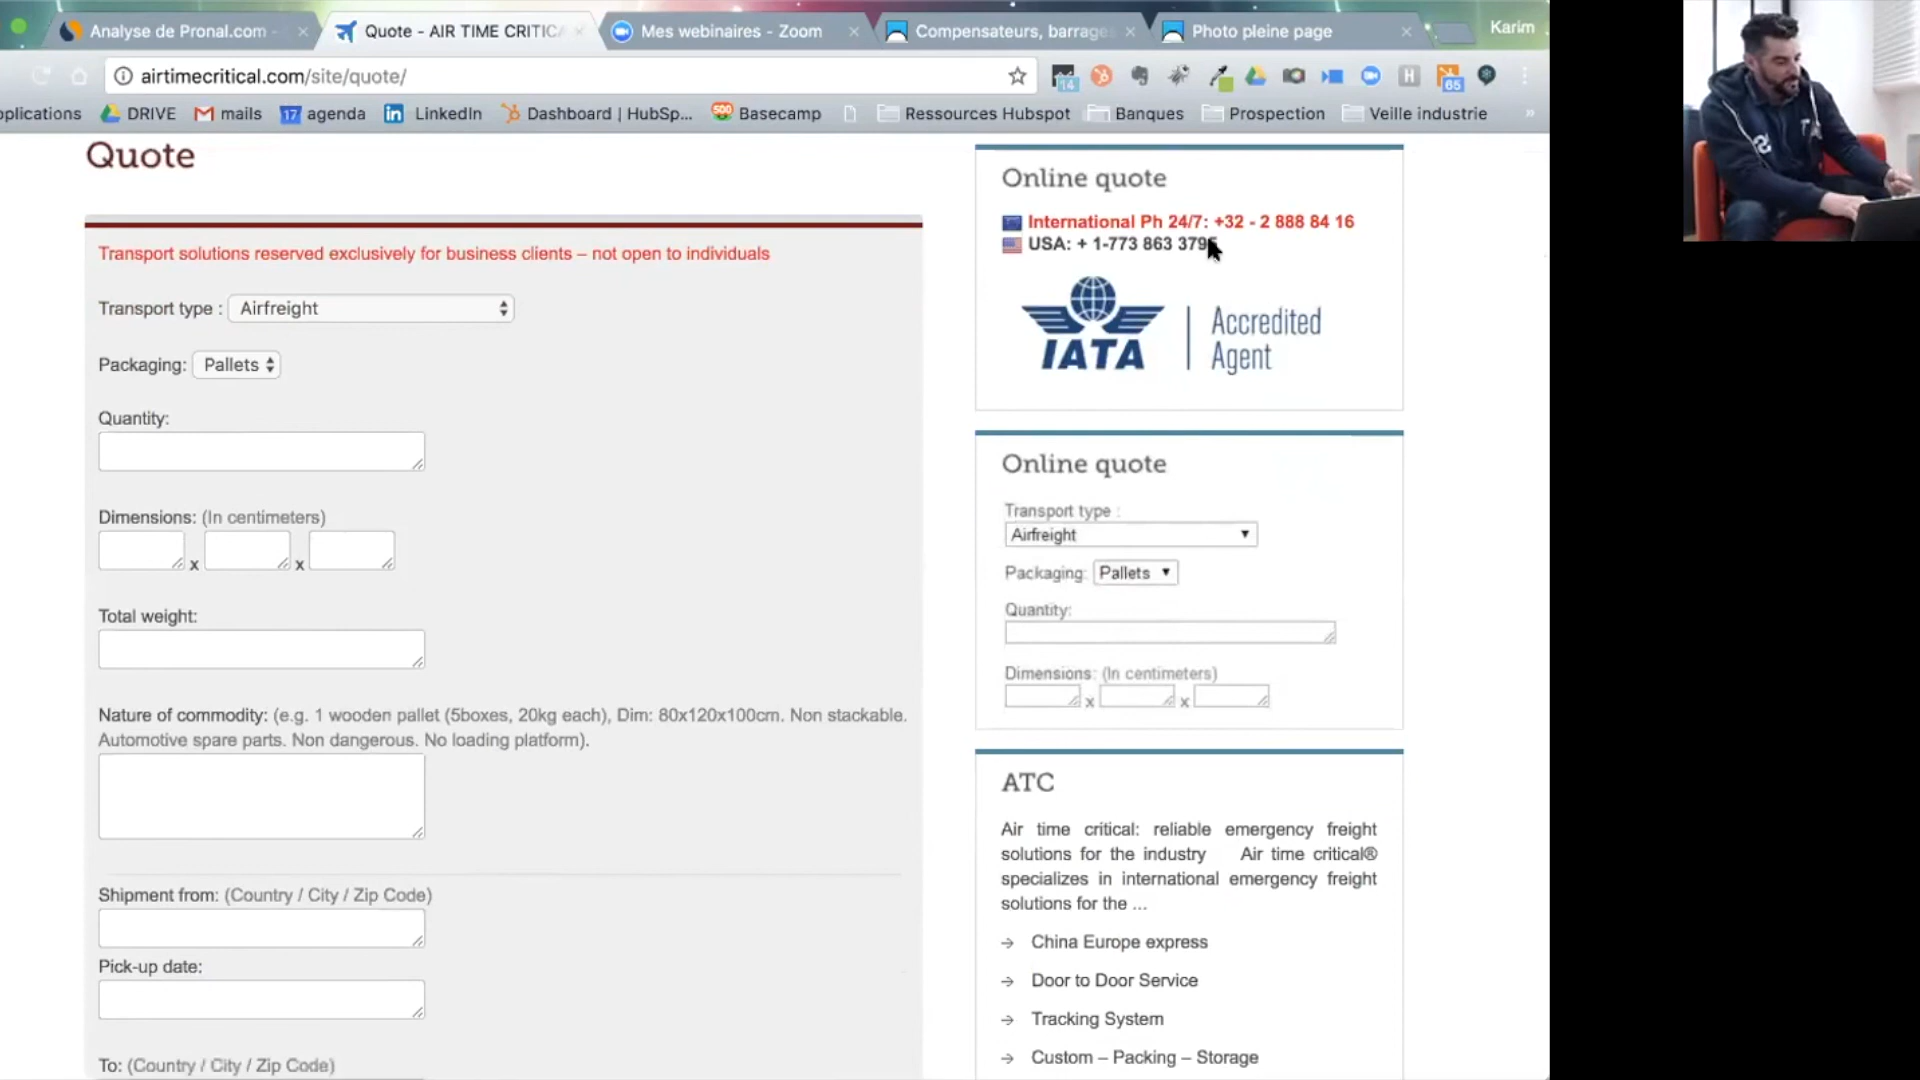 Analyse de Pronal.com -
Quote - AIR TIME CRITICA
Mes webinaires - Zoom
Compensateurs, barrage
Photo pleine page
Karim
airtimecritical.com/site/quote/
14
H
65
plications
DRIVE
mails
17 agenda
in LinkedIn
Dashboard | HubSp...
500 Basecamp
Ressources Hubspot
Banques
Prospection
Veille industrie
»
Quote
Transport solutions reserved exclusively for business clients – not open to individuals
Transport type : Airfreight
Packaging: Pallets
Quantity:
Dimensions: (In centimeters)
x x
Total weight:
Nature of commodity: (e.g. 1 wooden pallet (5boxes, 20kg each), Dim: 80x120x100cm. Non stackable.
Automotive spare parts. Non dangerous. No loading platform).
Shipment from: (Country / City / Zip Code)
Pick-up date:
To: (Country / City / Zip Code)
Online quote
International Ph 24/7: +32 - 2 888 84 16
USA: + 1-773 863 3795
IATA
Accredited
Agent
Online quote
Transport type :
Airfreight
Packaging: Pallets
Quantity:
Dimensions: (In centimeters)
x x
ATC
Air time critical: reliable emergency freight
solutions for the industry Air time critical®
specializes in international emergency freight
solutions for the ...
China Europe express
Door to Door Service
Tracking System
Custom – Packing – Storage